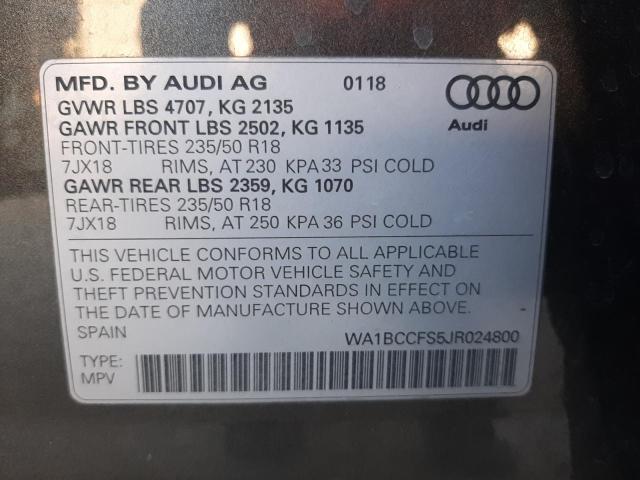 MFD. BY AUDI AG 0118
GVWR LBS 4707, KG 2135
GAWR FRONT LBS 2502, KG 1135
Audi
FRONT-TIRES 235/50 R18
7JX18 RIMS, AT 230 KPA 33 PSI COLD
GAWR REAR LBS 2359, KG 1070
REAR-TIRES 235/50 R18
7JX18 RIMS, AT 250 KPA 36 PSI COLD
THIS VEHICLE CONFORMS TO ALL APPLICABLE
U.S. FEDERAL MOTOR VEHICLE SAFETY AND
THEFT PREVENTION STANDARDS IN EFFECT ON
THE DATE OF MANUFACTURE SHOWN ABOVE.
SPAIN WA1BCCFS5JR024800
TYPE:
MPV